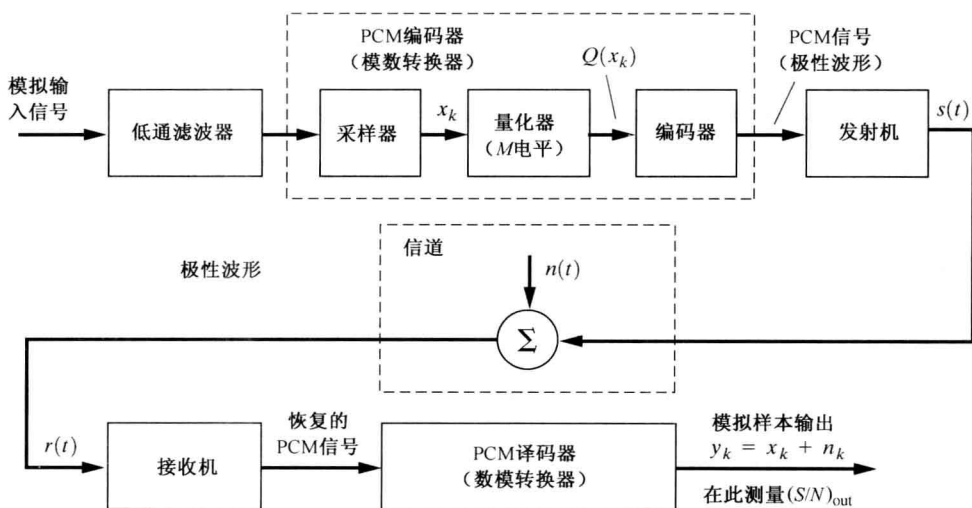 PCM编码器
（模数转换器）
Q(x_k)
PCM信号
（极性波形）
模拟输
入信号
低通滤波器
采样器
x_k
量化器
（M电平）
编码器
发射机
s(t)
信道
极性波形
n(t)
Σ
r(t)
接收机
恢复的
PCM信号
PCM译码器
（数模转换器）
模拟样本输出
y_k = x_k + n_k
在此测量(S/N)_out